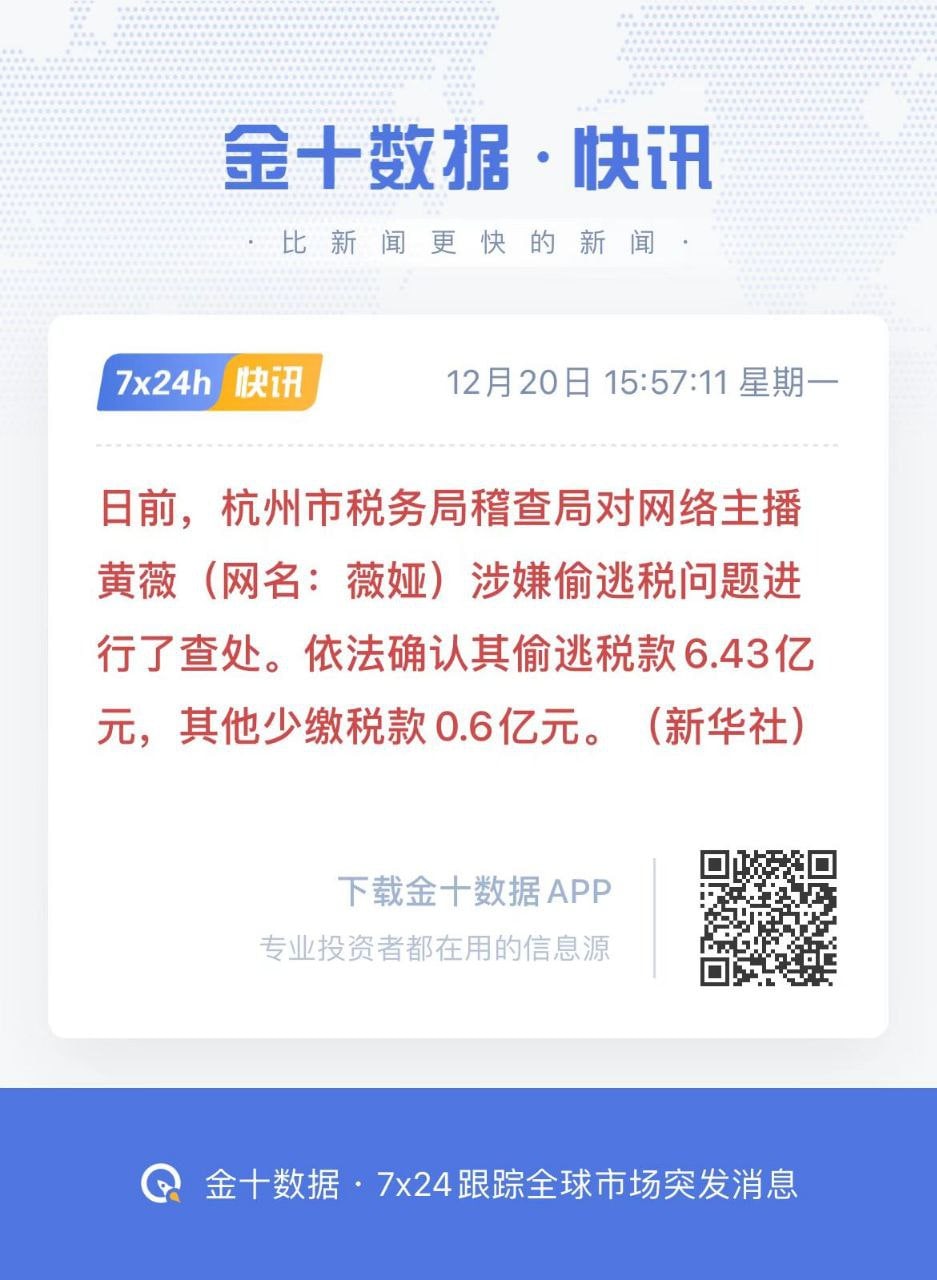 金十数据·快讯
· 比新闻更快的新闻 ·
7x24h 快讯
12月20日 15:57:11 星期一
日前，杭州市税务局稽查局对网络主播
黄薇（网名：薇娅）涉嫌偷逃税问题进
行了查处。依法确认其偷逃税款6.43亿
元，其他少缴税款0.6亿元。（新华社）
下载金十数据APP
专业投资者都在用的信息源
金十数据 · 7x24跟踪全球市场突发消息